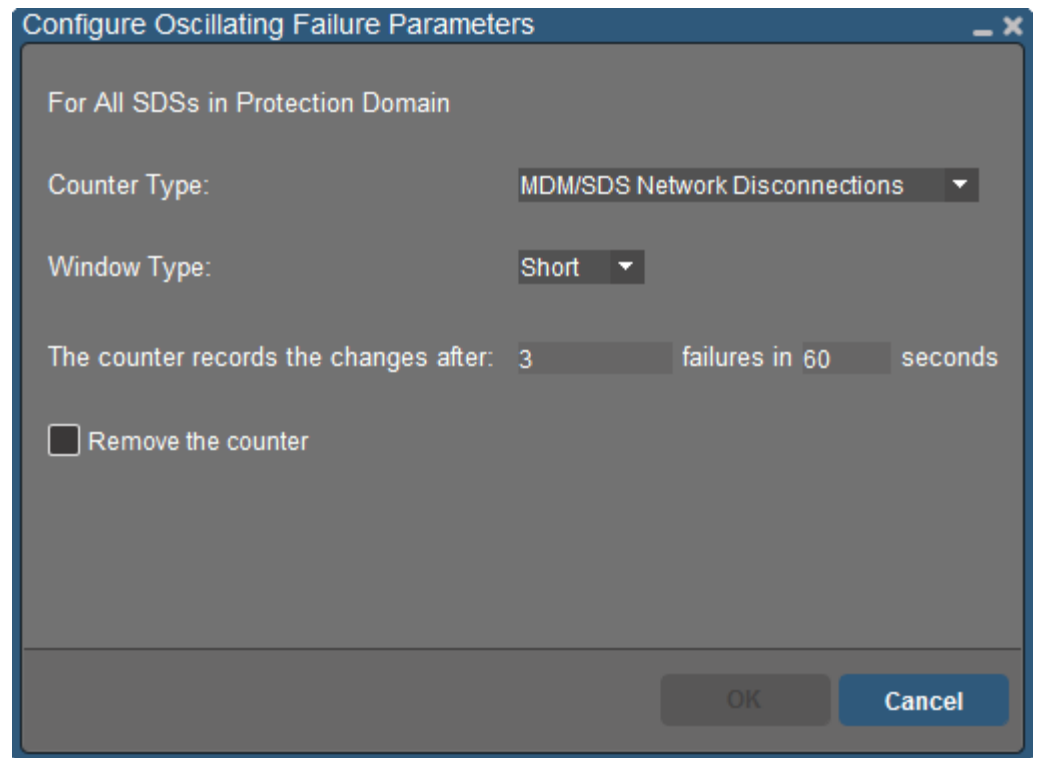 Configure Oscillating Failure Parameters
For All SDSs in Protection Domain
Counter Type: MDM/SDS Network Disconnections
Window Type: Short
The counter records the changes after: 3 failures in 60 seconds
Remove the counter
OK Cancel